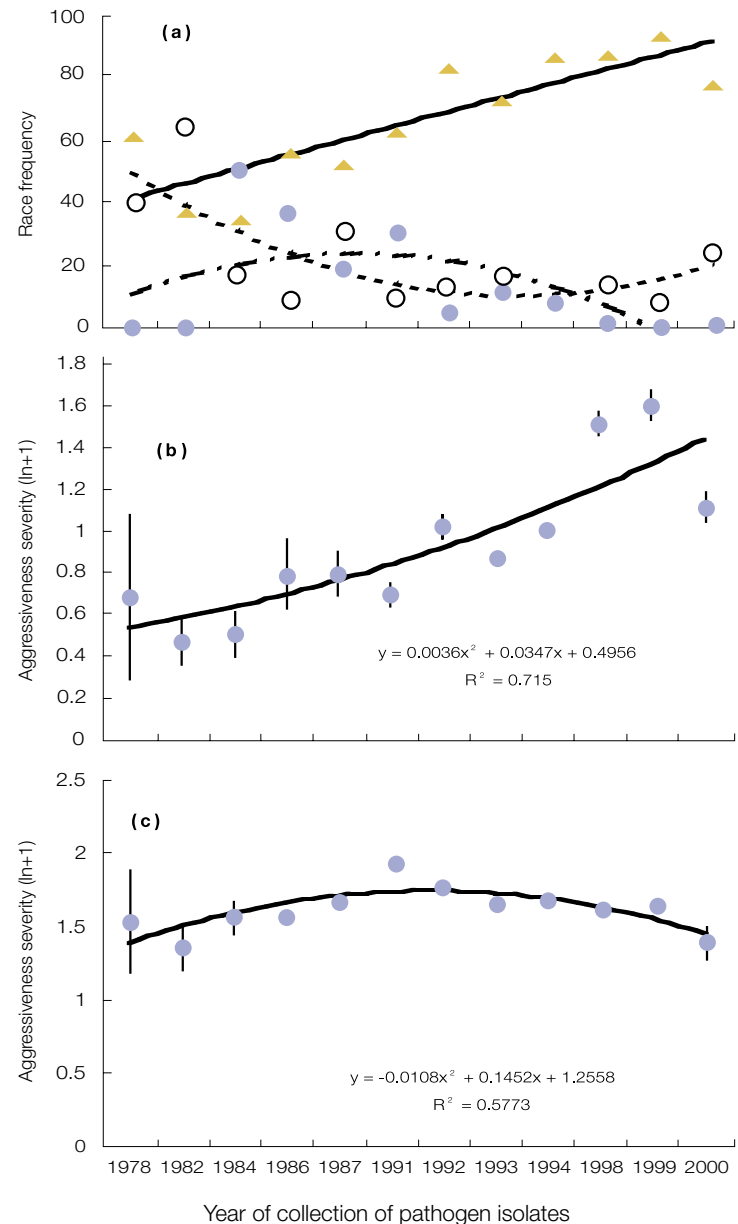 100
(a)
80
60
40
20
0
Race frequency
1.8
1.6
(b)
1.4
1.2
1
0.8
0.6
0.4
0.2
0
Aggressiveness severity (ln+1)
y = 0.0036x² + 0.0347x + 0.4956
R² = 0.715
2.5
(c)
2
1.5
1
0.5
0
Aggressiveness severity (ln+1)
y = -0.0108x² + 0.1452x + 1.2558
R² = 0.5773
1978 1982 1984 1986 1987 1991 1992 1993 1994 1998 1999 2000
Year of collection of pathogen isolates